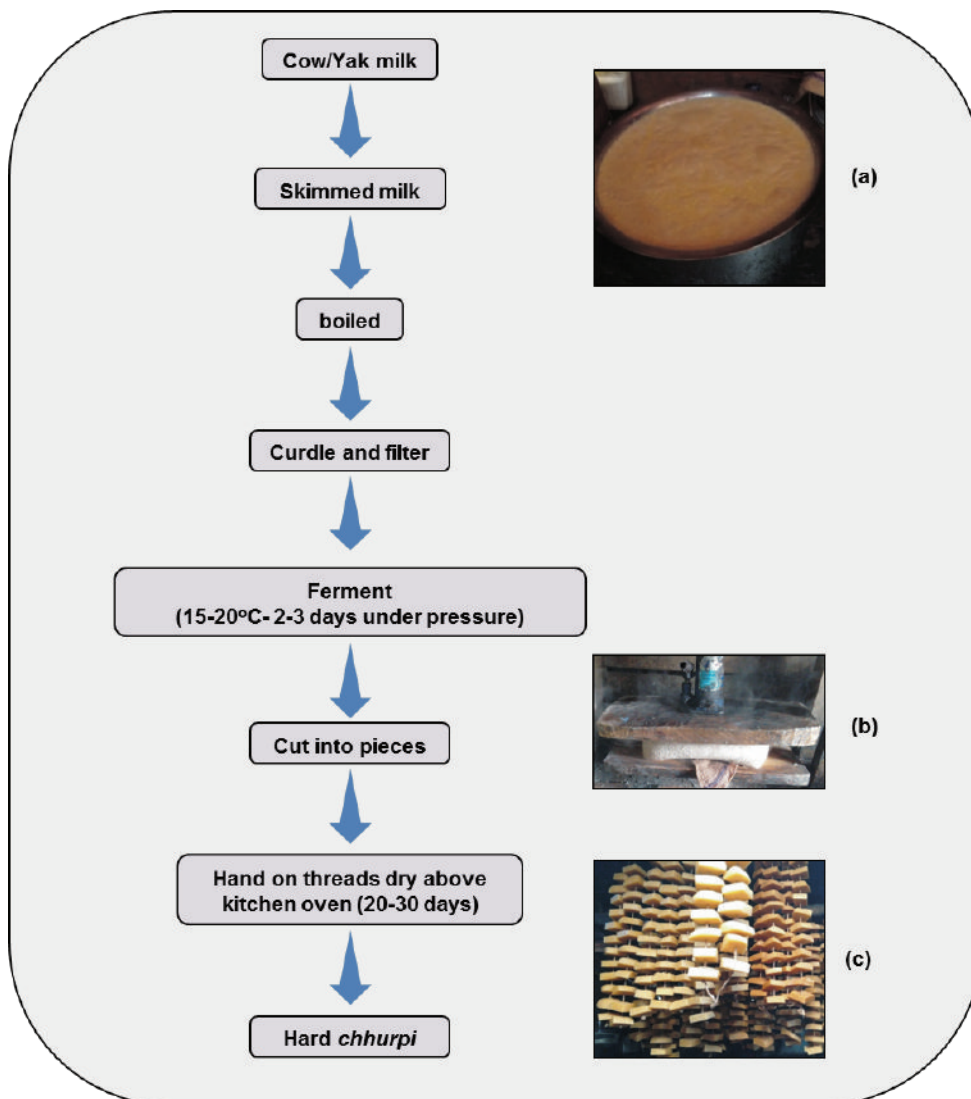 Cow/Yak milk
Skimmed milk
(a)
boiled
Curdle and filter
Ferment
(15-20°C- 2-3 days under pressure)
Cut into pieces
(b)
Hand on threads dry above
kitchen oven (20-30 days)
(c)
Hard chhurpi